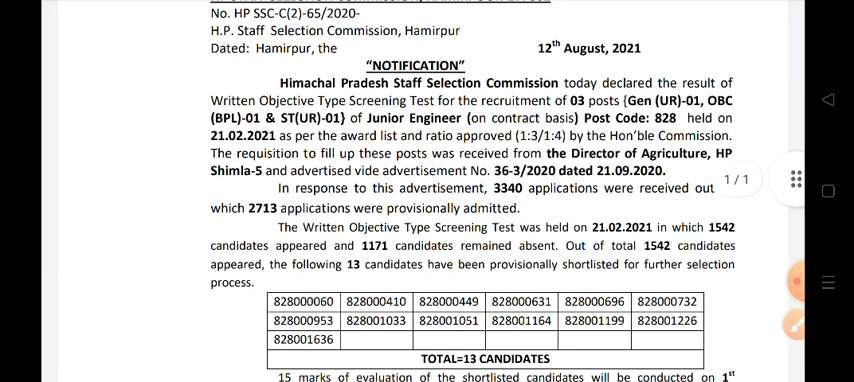 No. HP SSC-C(2)-65/2020-
H.P. Staff Selection Commission, Hamirpur
Dated: Hamirpur, the 12th August, 2021
“NOTIFICATION”
Himachal Pradesh Staff Selection Commission today declared the result of
Written Objective Type Screening Test for the recruitment of 03 posts {Gen (UR)-01, OBC
(BPL)-01 & ST(UR)-01} of Junior Engineer (on contract basis) Post Code: 828 held on
21.02.2021 as per the award list and ratio approved (1:3/1:4) by the Hon’ble Commission.
The requisition to fill up these posts was received from the Director of Agriculture, HP
Shimla-5 and advertised vide advertisement No. 36-3/2020 dated 21.09.2020.
1 / 1
In response to this advertisement, 3340 applications were received out
which 2713 applications were provisionally admitted.
The Written Objective Type Screening Test was held on 21.02.2021 in which 1542
candidates appeared and 1171 candidates remained absent. Out of total 1542 candidates
appeared, the following 13 candidates have been provisionally shortlisted for further selection
process.
828000060 828000410 828000449 828000631 828000696 828000732
828000953 828001033 828001051 828001164 828001199 828001226
828001636
TOTAL=13 CANDIDATES
15 marks of evaluation of the shortlisted candidates will be conducted on 1st